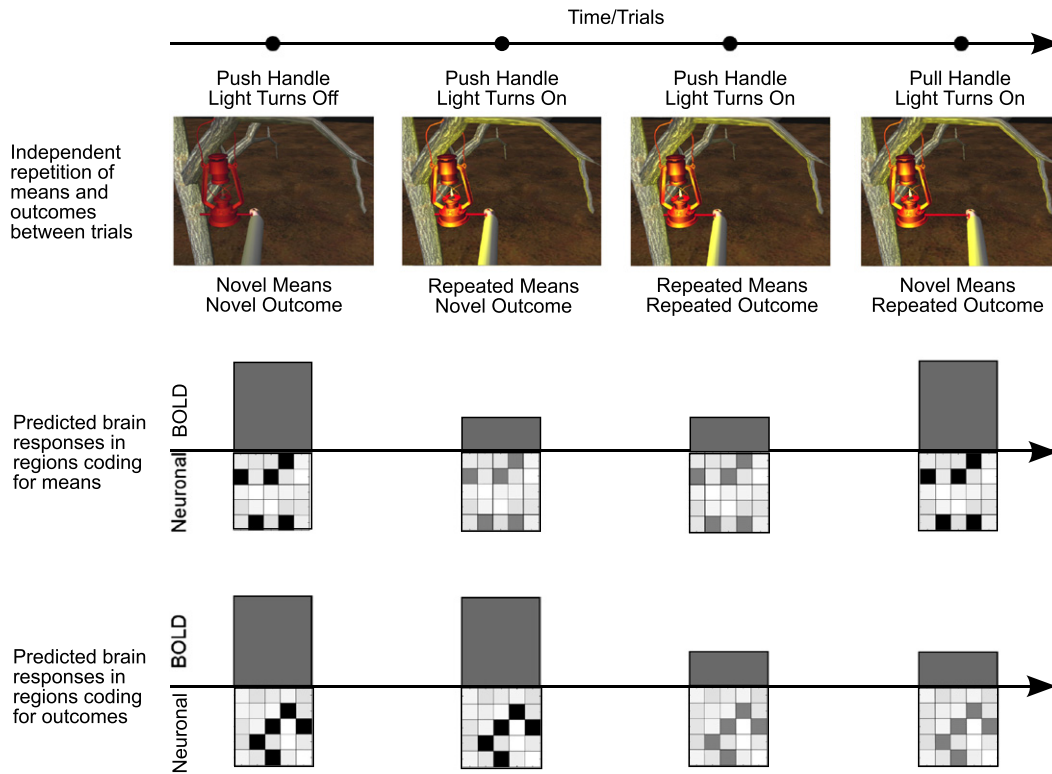 Time/Trials
Push Handle
Light Turns Off
Push Handle
Light Turns On
Push Handle
Light Turns On
Pull Handle
Light Turns On
Independent
repetition of
means and
outcomes
between trials
Novel Means
Novel Outcome
Repeated Means
Novel Outcome
Repeated Means
Repeated Outcome
Novel Means
Repeated Outcome
Predicted brain
responses in
regions coding
for means
BOLD
Neuronal
Predicted brain
responses in
regions coding
for outcomes
BOLD
Neuronal